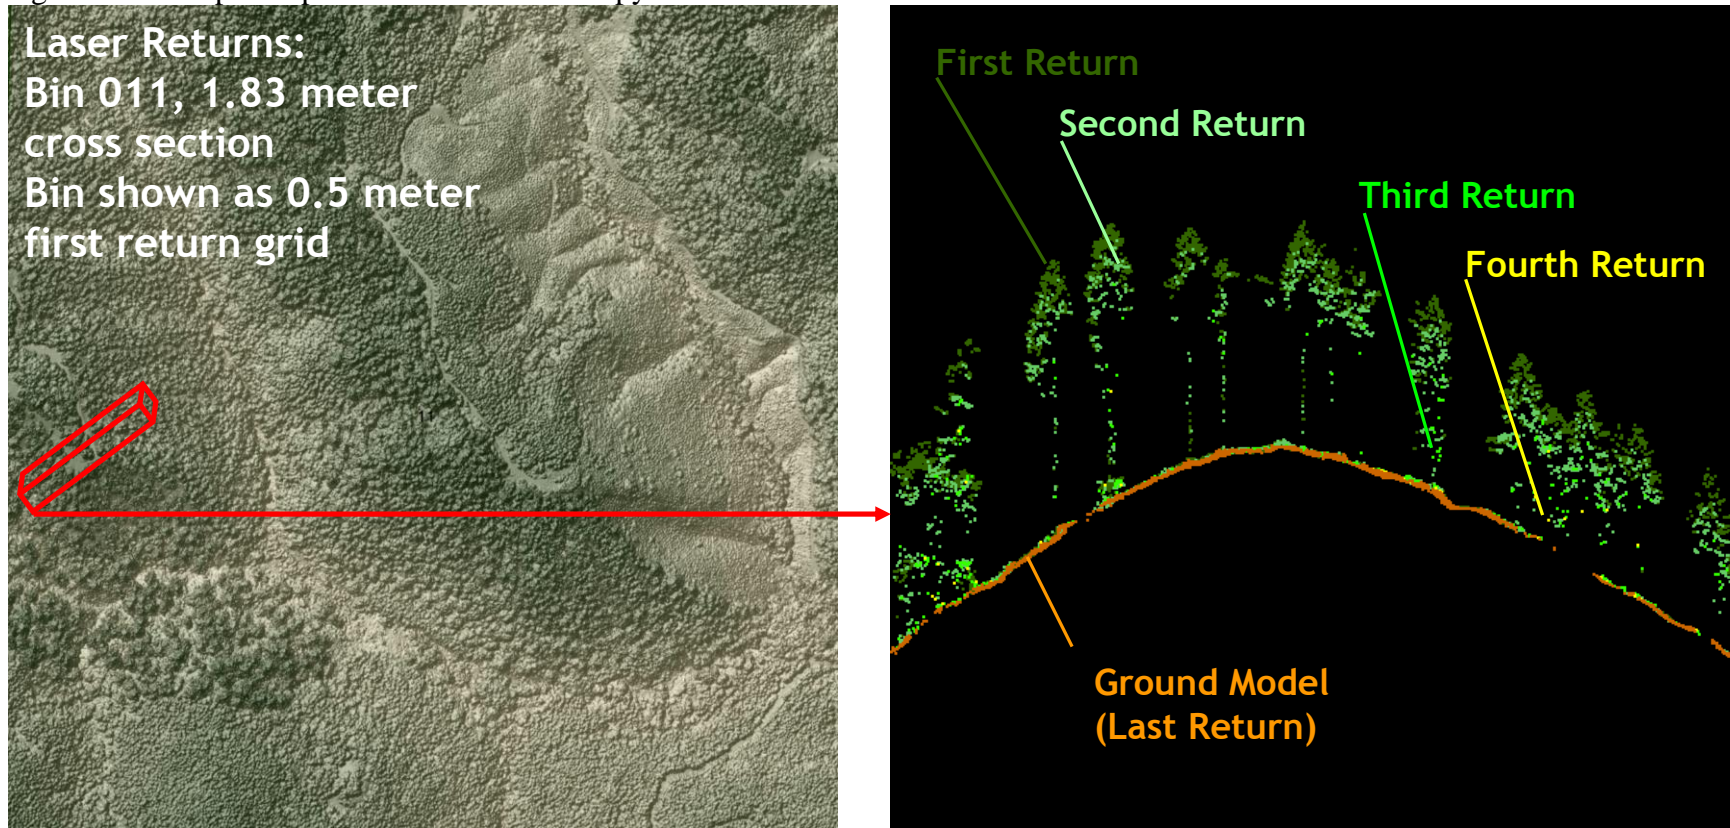 Laser Returns:
Bin 011, 1.83 meter
cross section
Bin shown as 0.5 meter
first return grid
11
First Return
Second Return
Third Return
Fourth Return
Ground Model
(Last Return)